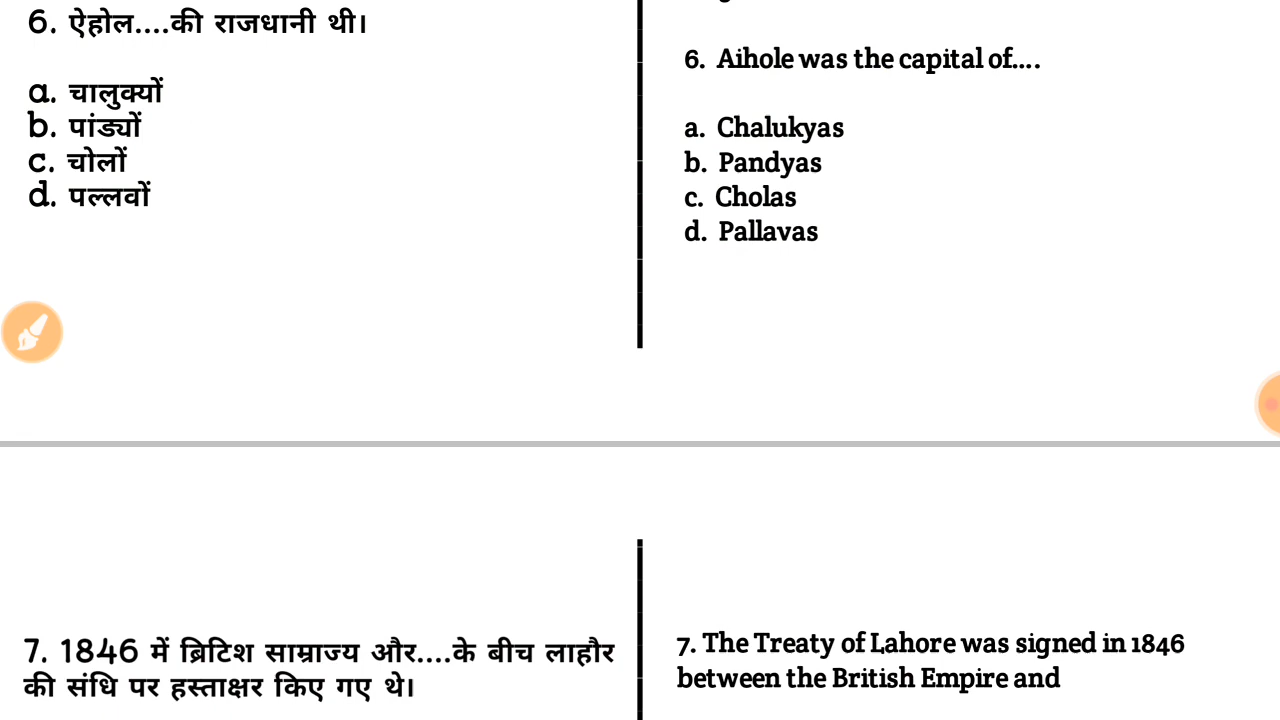 6. ऐहोल....की राजधानी थी।
a. चालुक्यों
b. पांड्यों
c. चोलों
d. पल्लवों
6. Aihole was the capital of....
a. Chalukyas
b. Pandyas
c. Cholas
d. Pallavas
7. 1846 में ब्रिटिश साम्राज्य और....के बीच लाहौर
की संधि पर हस्ताक्षर किए गए थे।
7. The Treaty of Lahore was signed in 1846
between the British Empire and